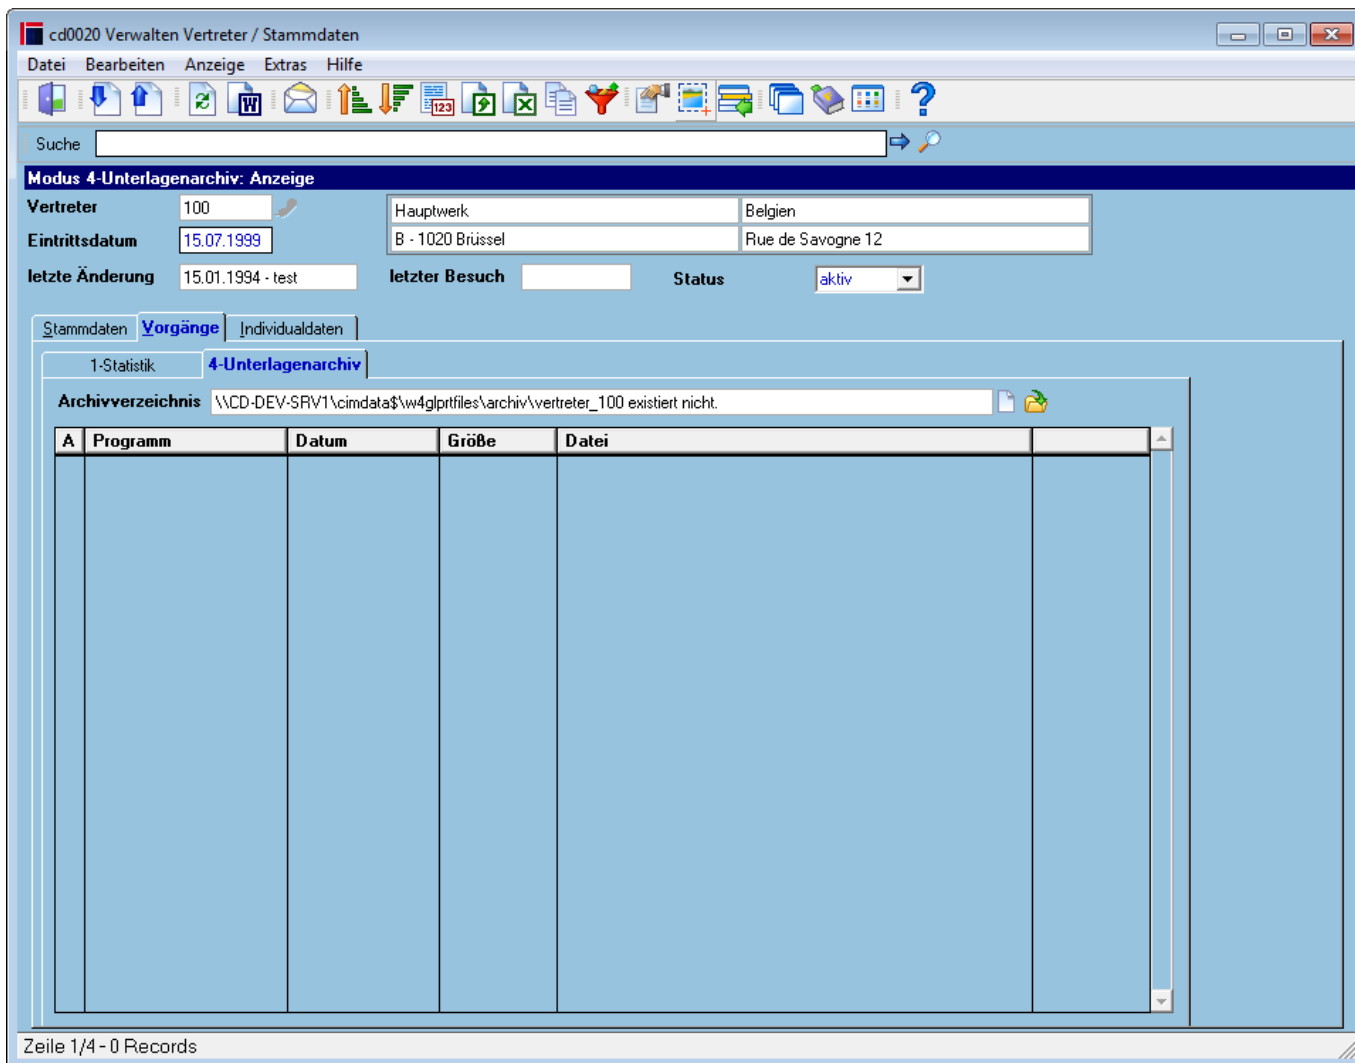 cd0020 Verwalten Vertreter / Stammdaten
Datei Bearbeiten Anzeige Extras Hilfe
W 123 X ?
Suche
Modus 4-Unterlagenarchiv: Anzeige
Vertreter 100 Hauptwerk Belgien
Eintrittsdatum 15.07.1999 B - 1020 Brüssel Rue de Savogne 12
letzte Änderung 15.01.1994 - test letzter Besuch Status aktiv
Stammdaten Vorgänge Individualdaten
1-Statistik 4-Unterlagenarchiv
Archivverzeichnis \\CD-DEV-SRV1\cimdata$\w4glprtfiles\archiv\vertreter_100 existiert nicht.
A Programm Datum Größe Datei
Zeile 1/4 - 0 Records